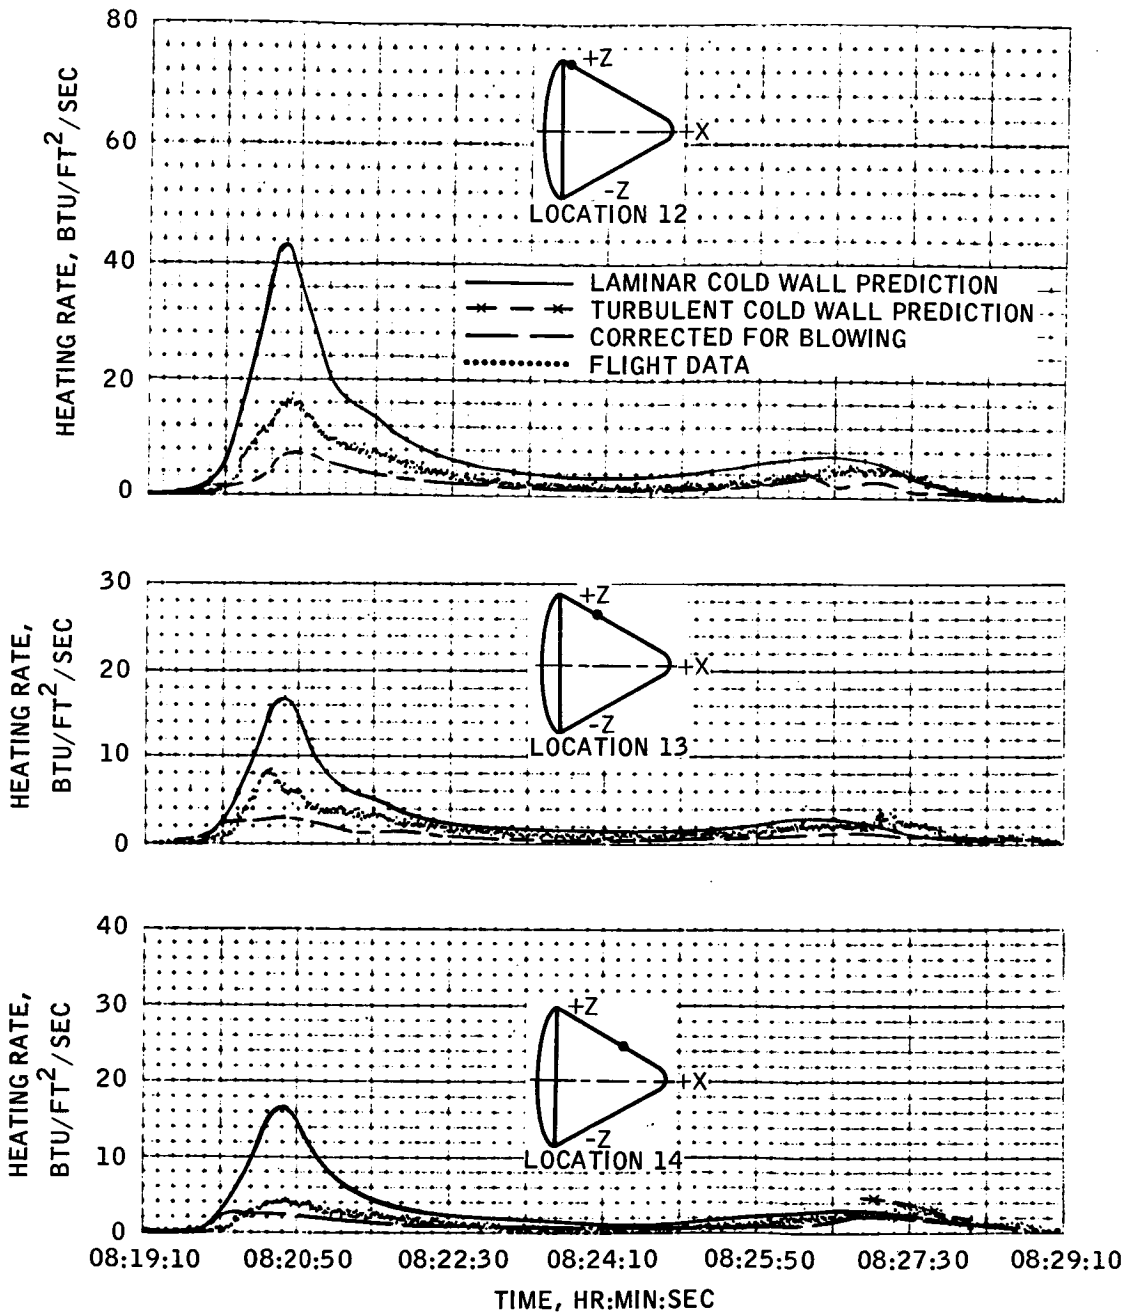 80
60
40
20
0
HEATING RATE, BTU/FT²/SEC
+Z
+X
-Z
LOCATION 12
LAMINAR COLD WALL PREDICTION
TURBULENT COLD WALL PREDICTION
CORRECTED FOR BLOWING
FLIGHT DATA
30
20
10
0
HEATING RATE,
BTU/FT²/SEC
+Z
+X
-Z
LOCATION 13
40
30
20
10
0
HEATING RATE,
BTU/FT²/SEC
+Z
+X
-Z
LOCATION 14
08:19:10 08:20:50 08:22:30 08:24:10 08:25:50 08:27:30 08:29:10
TIME, HR:MIN:SEC